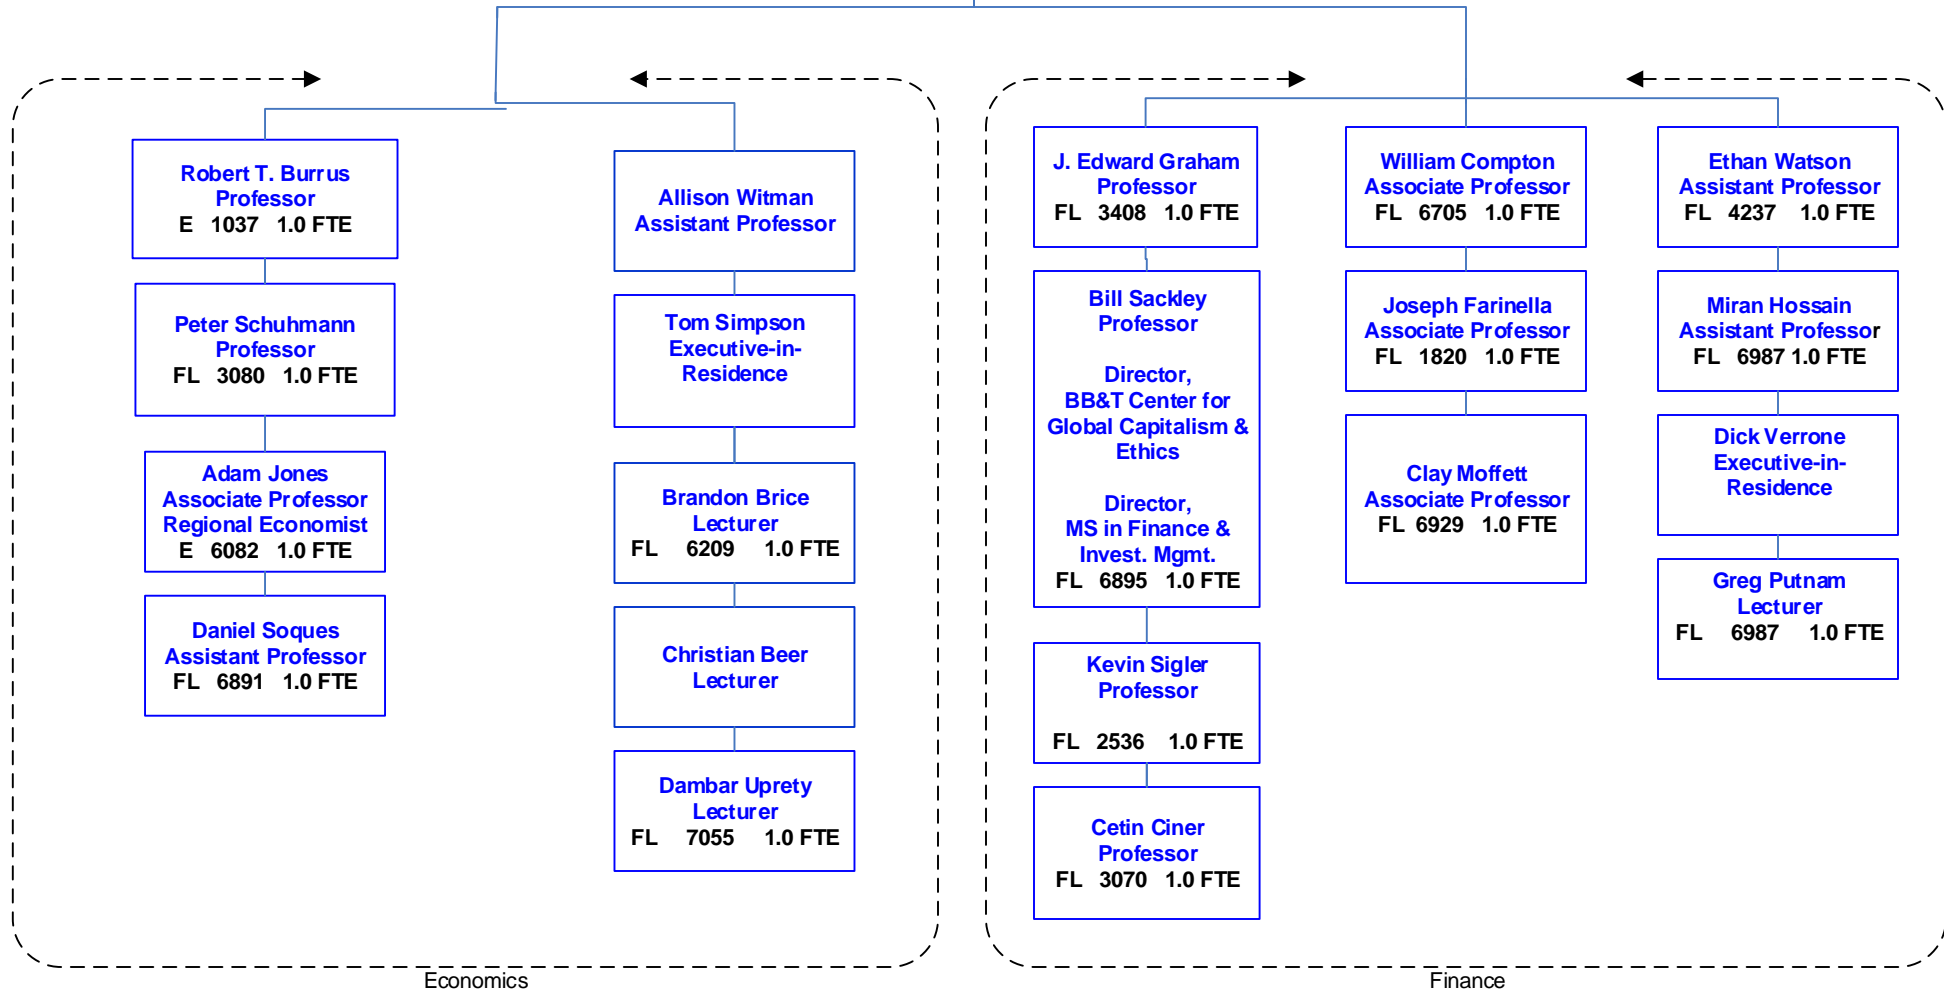 Robert T. Burrus
Professor
E 1037 1.0 FTE
Peter Schuhmann
Professor
FL 3080 1.0 FTE
Adam Jones
Associate Professor
Regional Economist
E 6082 1.0 FTE
Daniel Soques
Assistant Professor
FL 6891 1.0 FTE
Allison Witman
Assistant Professor
Tom Simpson
Executive-in-
Residence
Brandon Brice
Lecturer
FL 6209 1.0 FTE
Christian Beer
Lecturer
Dambar Uprety
Lecturer
FL 7055 1.0 FTE
Economics
J. Edward Graham
Professor
FL 3408 1.0 FTE
Bill Sackley
Professor
Director,
BB&T Center for
Global Capitalism &
Ethics
Director,
MS in Finance &
Invest. Mgmt.
FL 6895 1.0 FTE
Kevin Sigler
Professor
FL 2536 1.0 FTE
Cetin Ciner
Professor
FL 3070 1.0 FTE
William Compton
Associate Professor
FL 6705 1.0 FTE
Joseph Farinella
Associate Professor
FL 1820 1.0 FTE
Clay Moffett
Associate Professor
FL 6929 1.0 FTE
Ethan Watson
Assistant Professor
FL 4237 1.0 FTE
Miran Hossain
Assistant Professor
FL 6987 1.0 FTE
Dick Verrone
Executive-in-
Residence
Greg Putnam
Lecturer
FL 6987 1.0 FTE
Finance